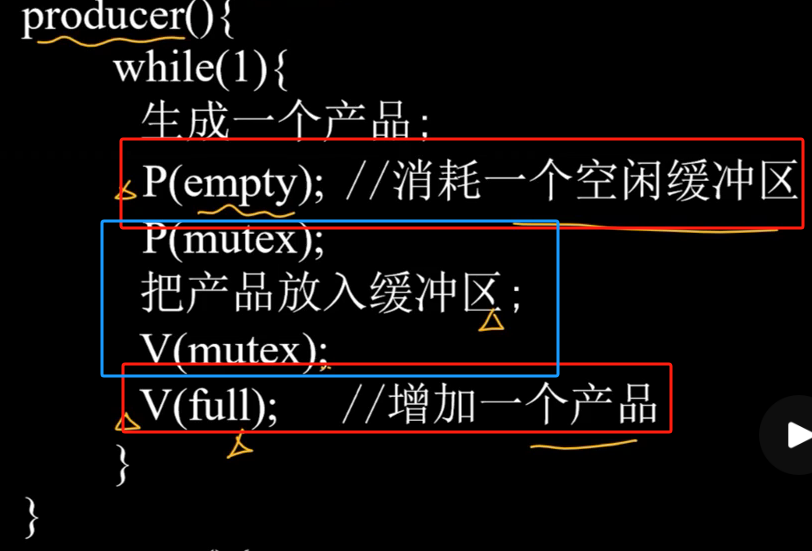 producer(){
while(1){
生成一个产品;
P(empty); //消耗一个空闲缓冲区
P(mutex);
把产品放入缓冲区;
V(mutex);
V(full); //增加一个产品
}
}